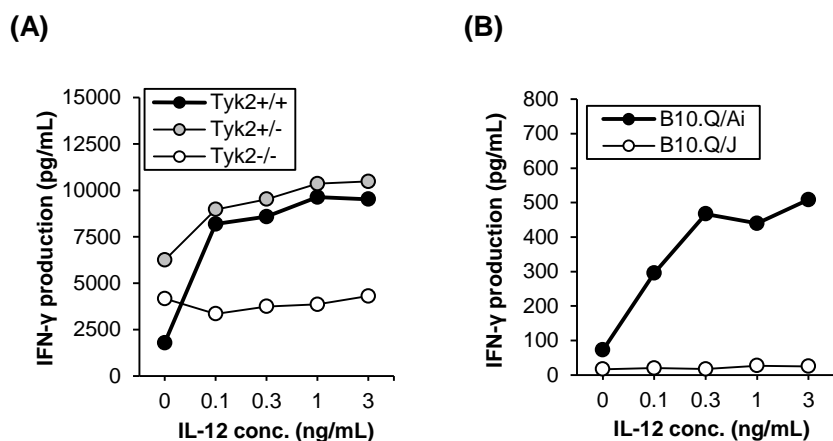 (A)
IFN-γ production (pg/mL)
15000
12500
10000
7500
5000
2500
0
Tyk2+/+
Tyk2+/-
Tyk2-/-
0 0.1 0.3 1 3
IL-12 conc. (ng/mL)
(B)
IFN-γ production (pg/mL)
800
700
600
500
400
300
200
100
0
B10.Q/Ai
B10.Q/J
0 0.1 0.3 1 3
IL-12 conc. (ng/mL)